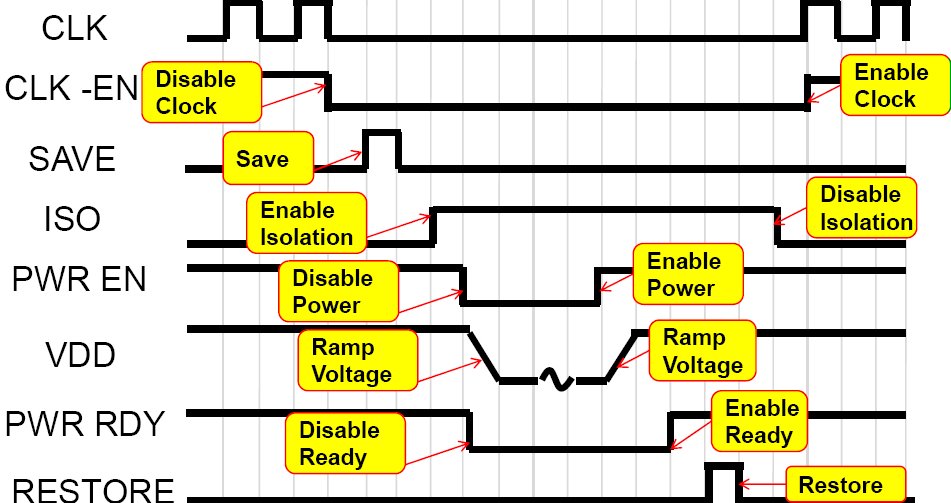 CLK
CLK -EN
Disable
Clock
Enable
Clock
SAVE
Save
ISO
Enable
Isolation
Disable
Isolation
PWR EN
Disable
Power
Enable
Power
VDD
Ramp
Voltage
Ramp
Voltage
PWR RDY
Disable
Ready
Enable
Ready
RESTORE
Restore